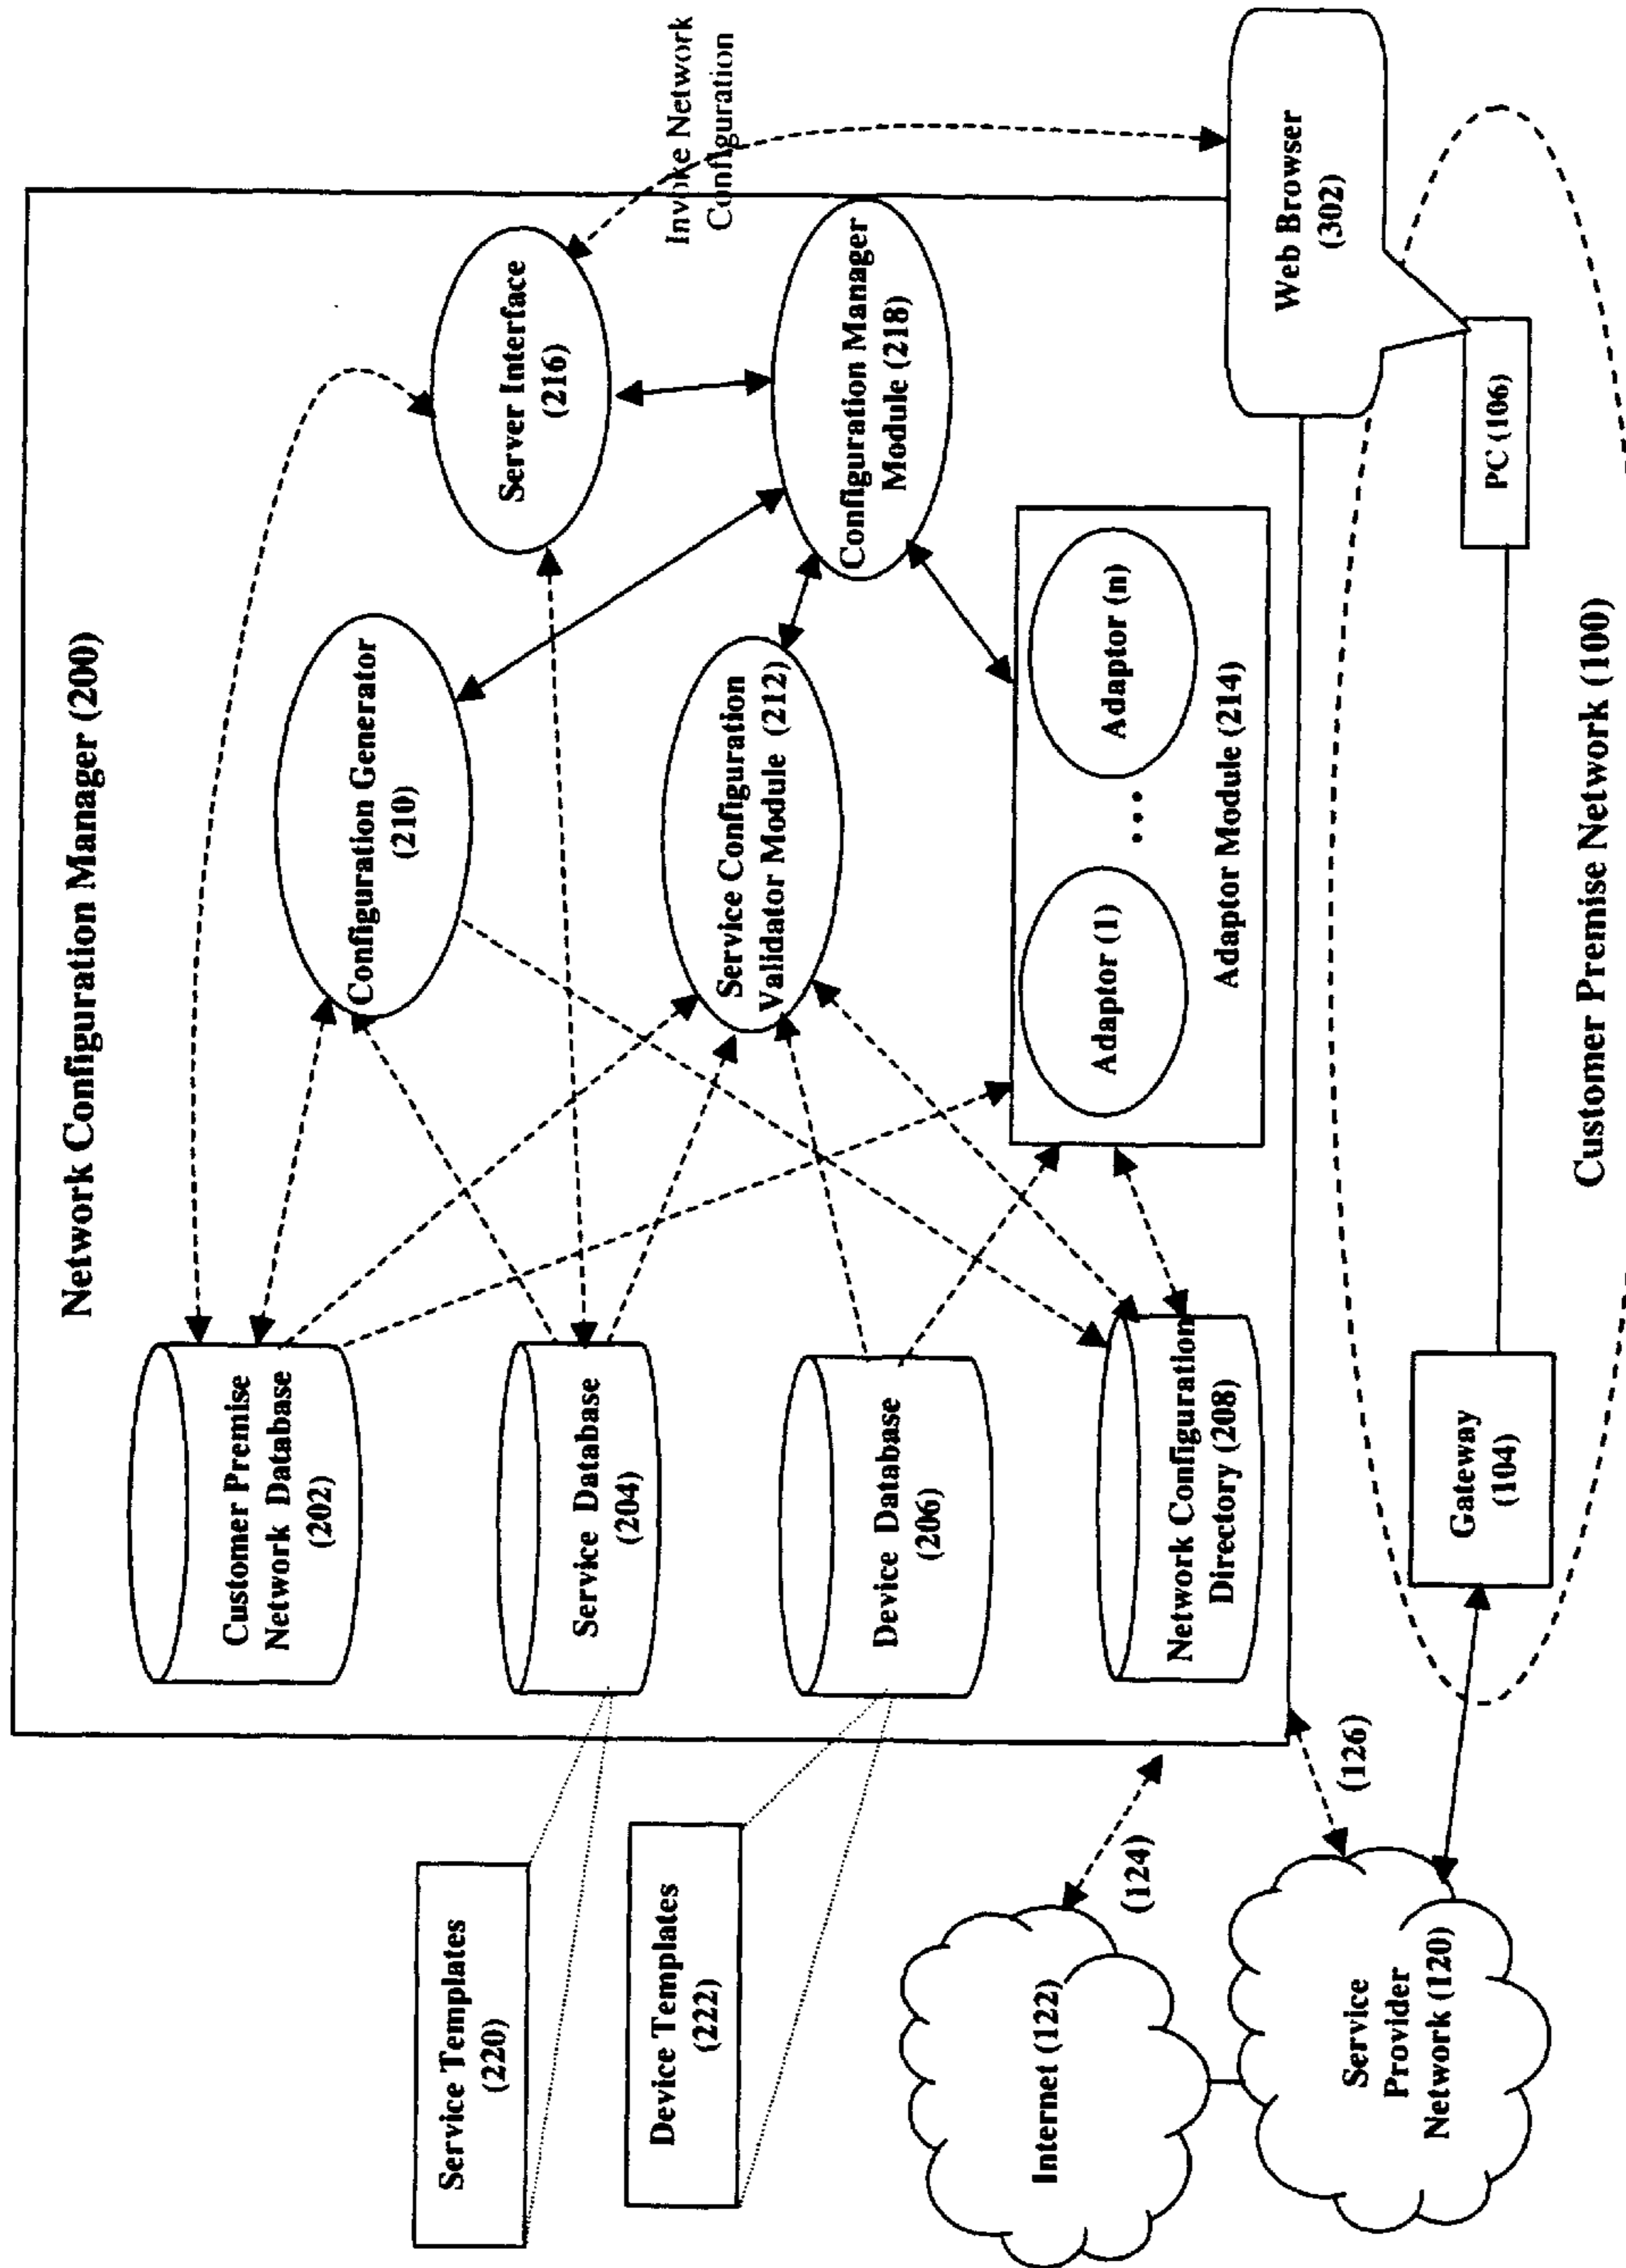 Network Configuration Manager (200)
Service Templates
(220)
Device Templates
(222)
Internet (122)
(124)
Service
Provider
Network (120)
(126)
Customer Premise
Network Database
(202)
Service Database
(204)
Device Database
(206)
Network Configuration
Directory (208)
Configuration Generator
(210)
Service Configuration
Validator Module (212)
Adaptor (1)
...
Adaptor (n)
Adaptor Module (214)
Server Interface
(216)
Configuration Manager
Module (218)
Invoke Network
Configuration
Web Browser
(302)
PC (106)
Gateway
(104)
Customer Premise Network (100)